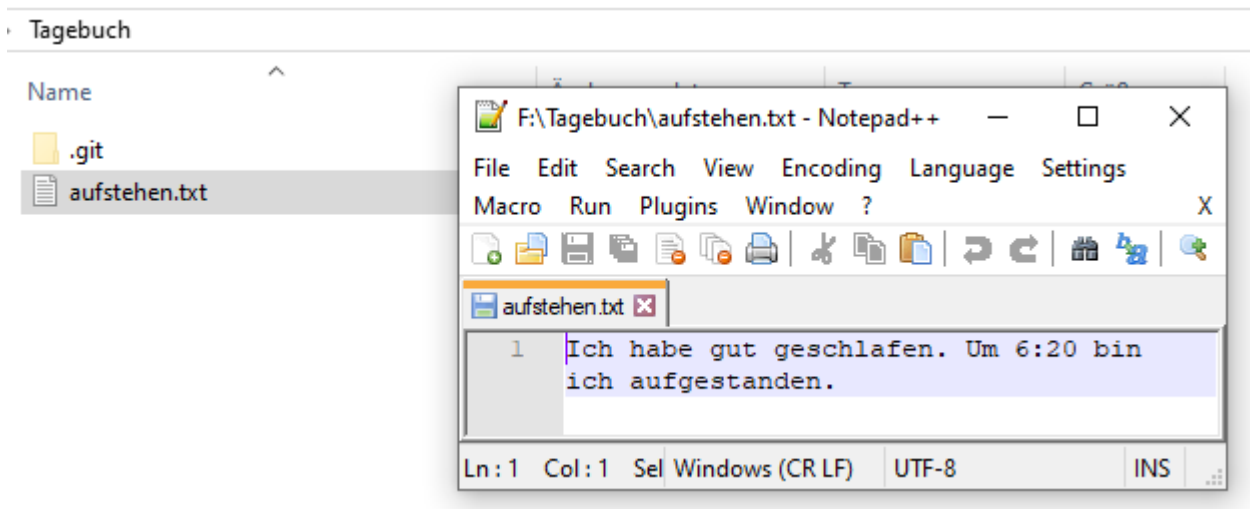 Tagebuch
Name
.git
aufstehen.txt
F:\Tagebuch\aufstehen.txt - Notepad++
File Edit Search View Encoding Language Settings
Macro Run Plugins Window ? X
aufstehen.txt
1 Ich habe gut geschlafen. Um 6:20 bin
ich aufgestanden.
Ln : 1 Col : 1 Sel Windows (CR LF) UTF-8 INS